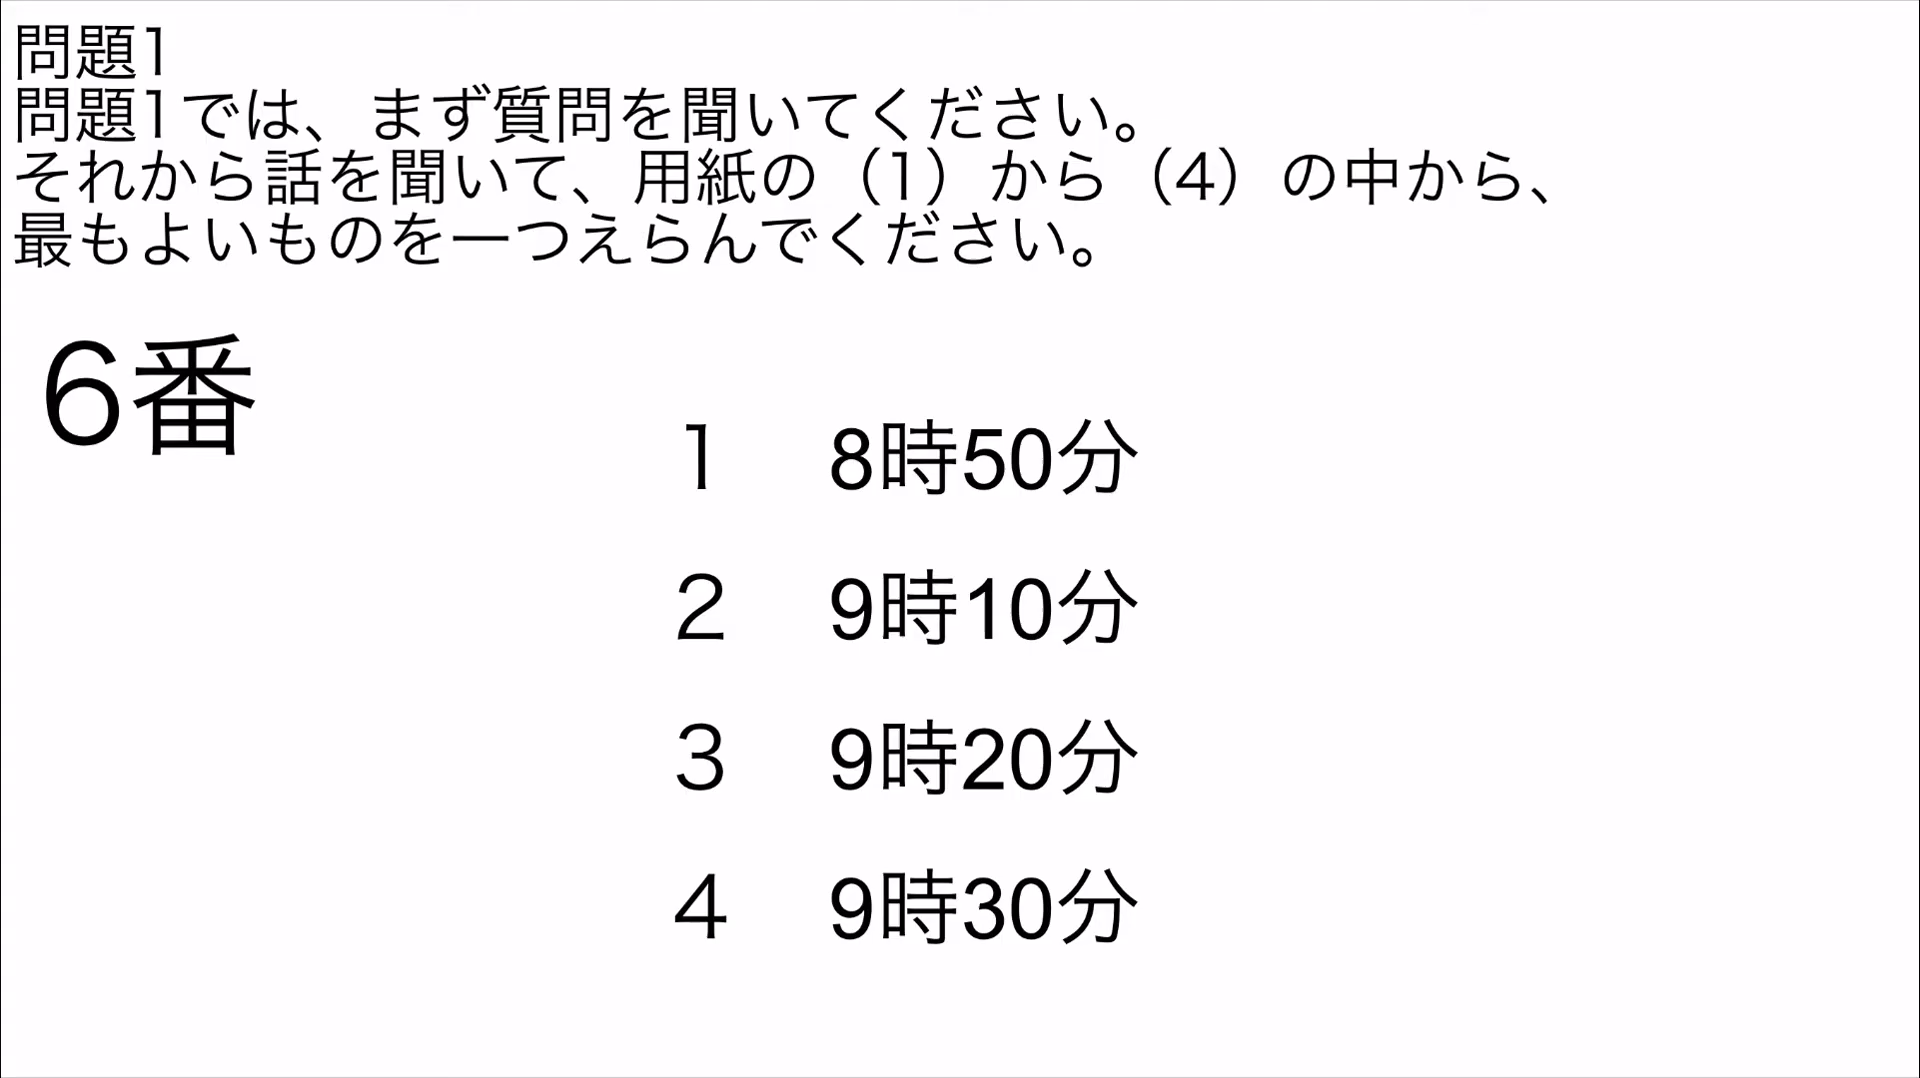 問題1
問題1では、まず質問を聞いてください。
それから話を聞いて、用紙の（1）から（4）の中から、
最もよいものを一つえらんでください。
6番
1 8時50分
2 9時10分
3 9時20分
4 9時30分